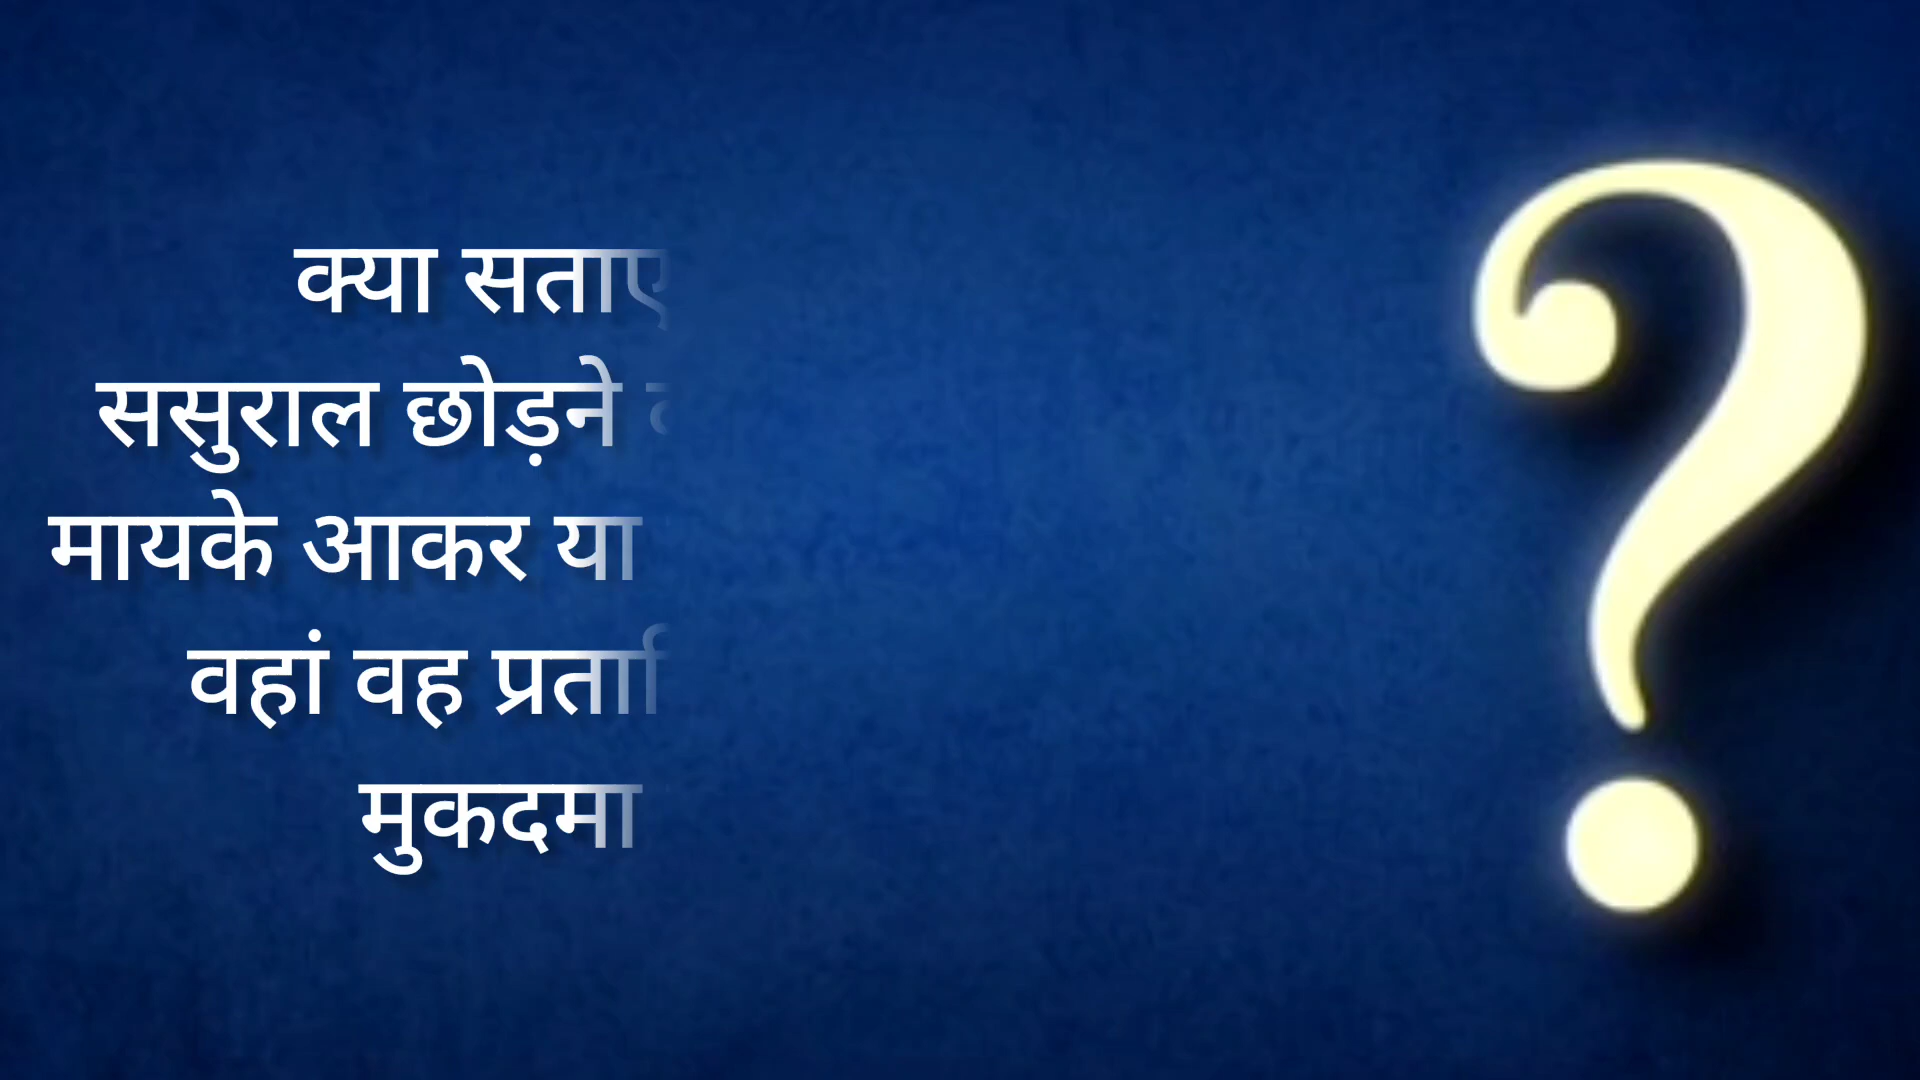 क्या
ससुराल छोड़ने
मायके आकर या
वहां वह
मुकदमा
?